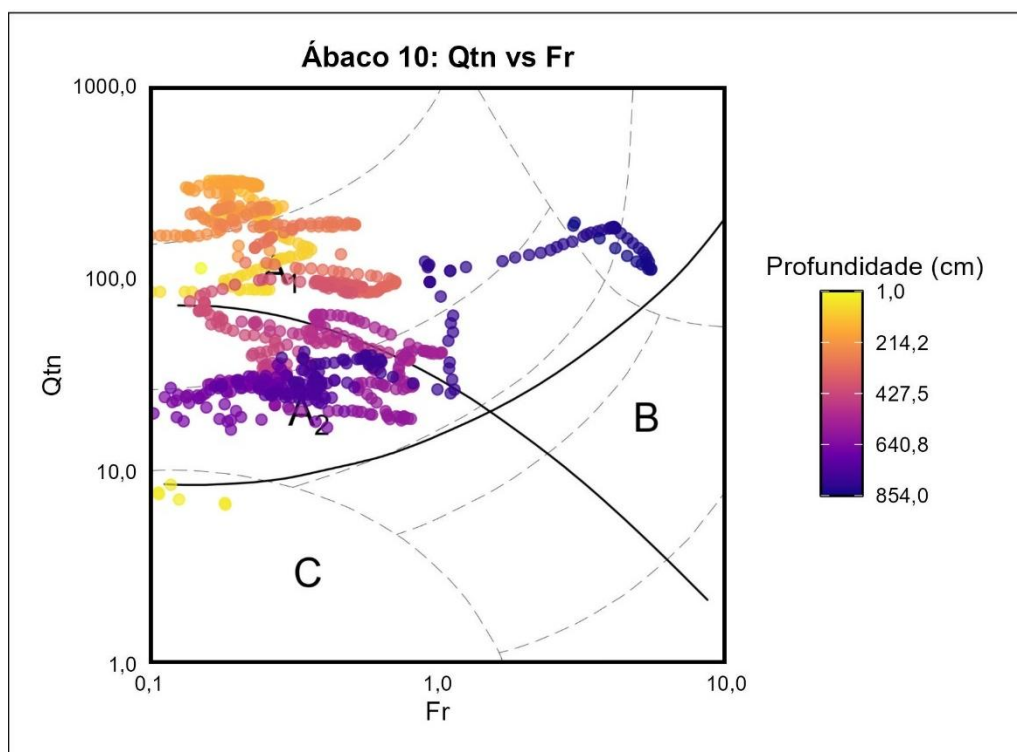 Ábaco 10: Qtn vs Fr
1000,0
100,0
10,0
1,0
Qtn
A1
A2
B
C
0,1
1,0
10,0
Fr
Profundidade (cm)
1,0
214,2
427,5
640,8
854,0